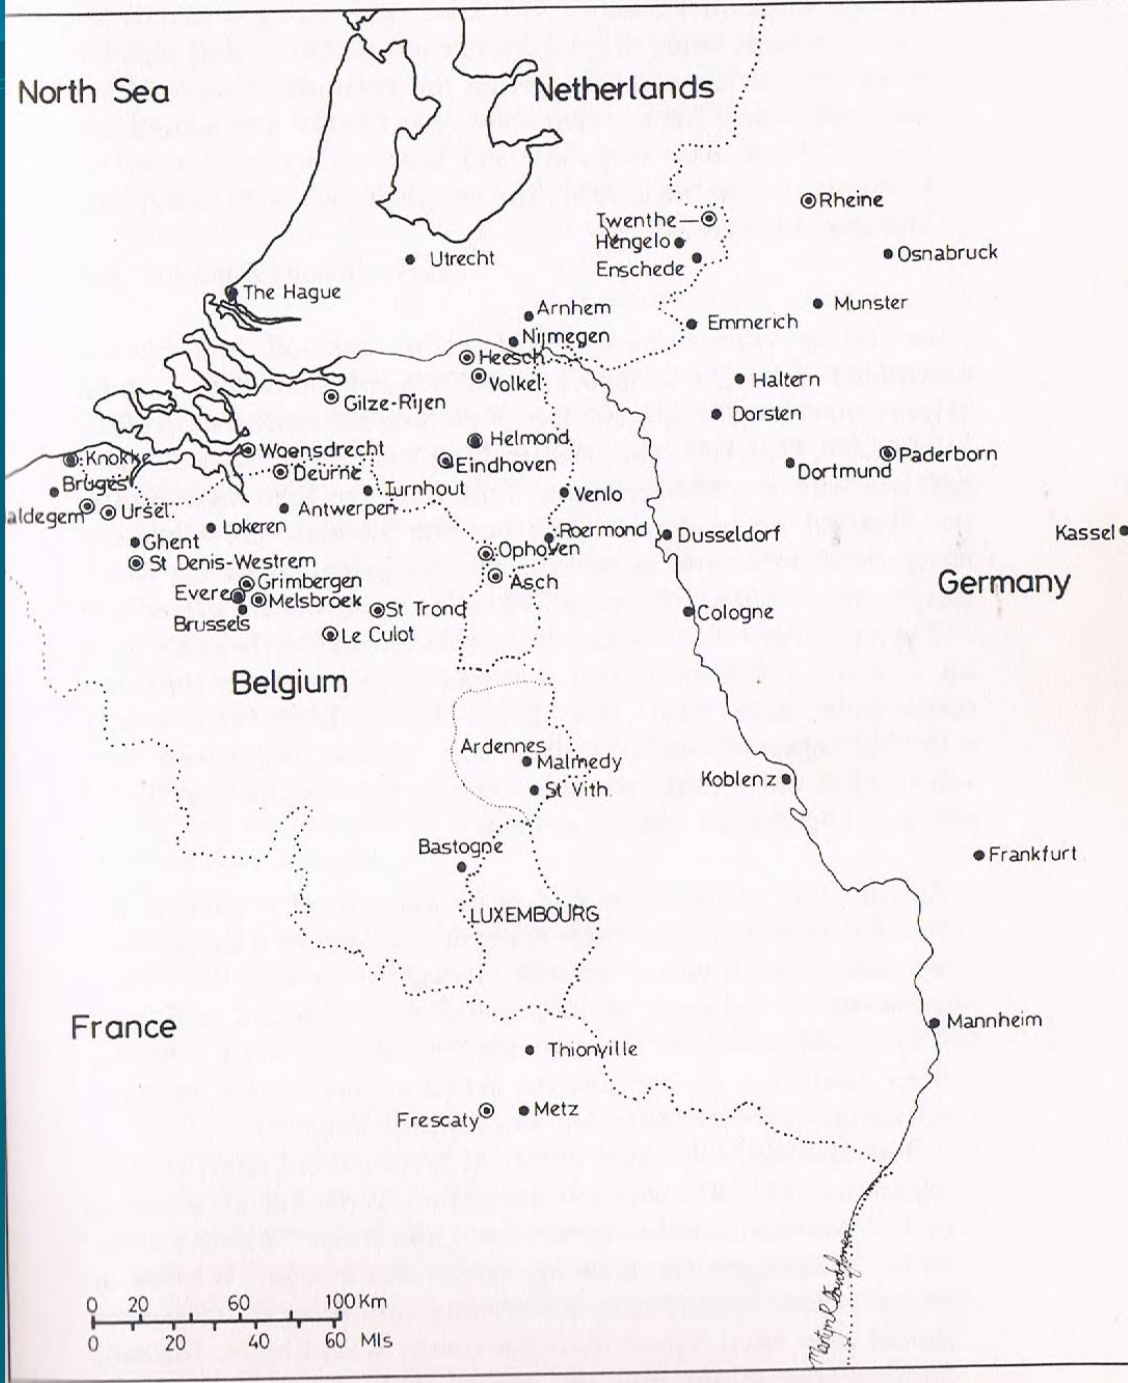 North Sea
Netherlands
Rheine
Twenthe
Hengelo
Enschede
Osnabruck
Utrecht
The Hague
Munster
Arnhem
Emmerich
Nijmegen
Heesch
Volkel
Haltern
Gilze-Rijen
Dorsten
Helmond
Woensdrecht
Knokke
Eindhoven
Paderborn
Deurne
Dortmund
Bruges
Turnhout
Venlo
aldegem
Ursel
Antwerpen
Lokeren
Roermond
Dusseldorf
Kassel
Ghent
Ophoven
St Denis-Westrem
Asch
Germany
Grimbergen
Evere
Melsbroek
St Trond
Cologne
Brussels
Le Culot
Belgium
Ardennes
Malmedy
Koblenz
St Vith
Bastogne
Frankfurt
LUXEMBOURG
France
Mannheim
Thionville
Frescaty
Metz
0 20 60 100 Km
0 20 40 60 Mls